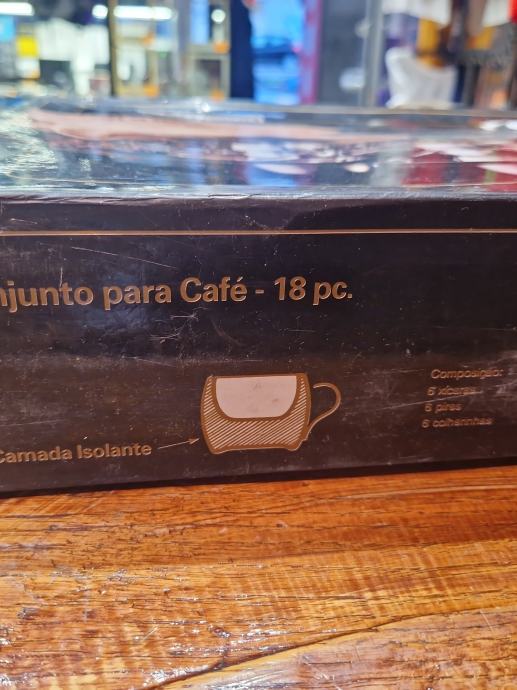 njunto para Café - 18 pc.
Composição:
6 xícaras
6 pires
6 colherinhas
Camada Isolante